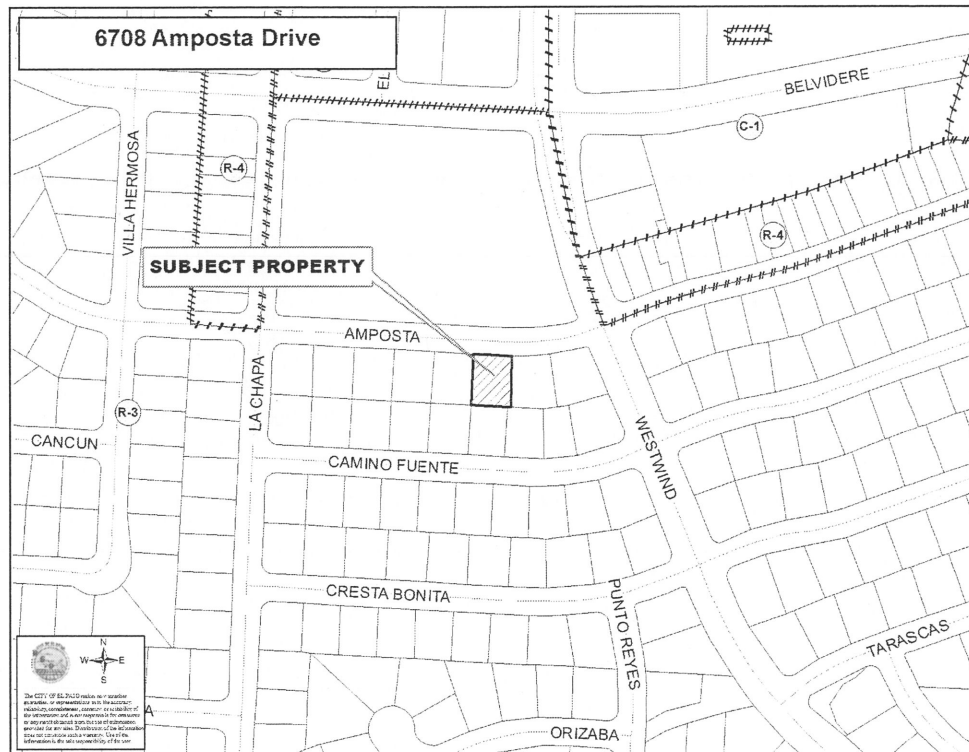 6708 Amposta Drive
EL
BELVIDERE
C-1
R-4
VILLA HERMOSA
R-4
SUBJECT PROPERTY
AMPOSTA
LA CHAPA
R-3
CANCUN
WESTWIND
CAMINO FUENTE
CRESTA BONITA
PUNTO REYES
TARASCAS
ORIZABA
A
N
W E
S
The CITY OF EL PASO makes no warranties